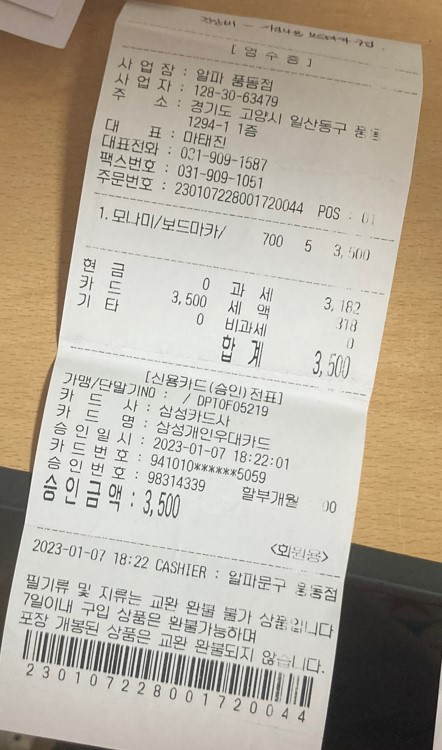 [영수증]
사 업 장 : 알파 풍동점
사 업 자 : 128-30-63479
주 소 : 경기도 고양시 일산동구
1294-1 1층
대 표 : 마태진
대표전화 : 031-909-1587
팩스번호 : 031-909-1051
주문번호 : 230107228001720044 POS : 01
1. 모나미/보드마카/ 700 5 3,500
현 금 0 과 세 3,182
카 드 3,500 세 액 318
기 타 0 비과세 0
합 계 3,500
[신용카드(승인)전표]
가맹/단말기NO : / DPT0F05219
카 드 사 : 삼성카드사
카 드 명 : 삼성개인우대카드
승 인 일 시 : 2023-01-07 18:22:01
카 드 번 호 : 941010******5059
승 인 번 호 : 98314339 할부개월 00
승인금액 : 3,500
<회원용>
2023-01-07 18:22 CASHIER : 알파문구 풍동점
필기류 및 지류는 교환 환불 불가 상품입니다
7일이내 구입 상품은 환불가능하며
포장 개봉된 상품은 교환 환불되지 않습니다.
230107228001720044